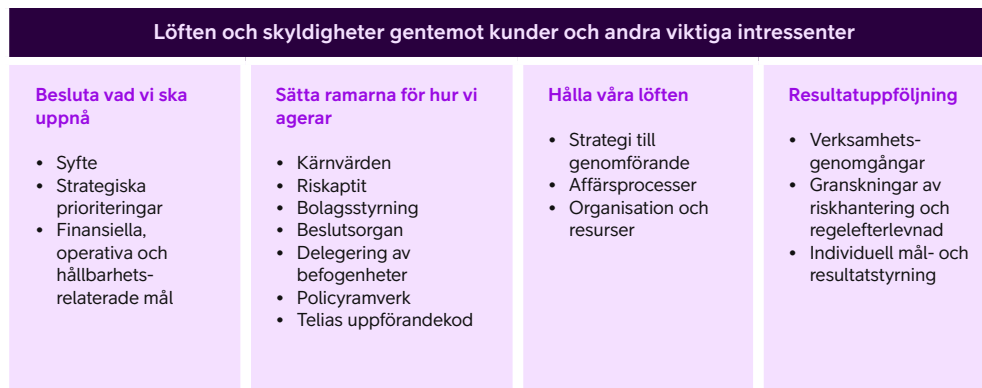 Löften och skyldigheter gentemot kunder och andra viktiga intressenter
Besluta vad vi ska
uppnå
• Syfte
• Strategiska
prioriteringar
• Finansiella,
operativa och
hållbarhets-
relaterade mål
Sätta ramarna för hur vi
agerar
• Kärnvärden
• Riskaptit
• Bolagsstyrning
• Beslutsorgan
• Delegering av
befogenheter
• Policyramverk
• Telias uppförandekod
Hålla våra löften
• Strategi till
genomförande
• Affärsprocesser
• Organisation och
resurser
Resultatuppföljning
• Verksamhets-
genomgångar
• Granskningar av
riskhantering och
regelefterlevnad
• Individuell mål- och
resultatstyrning